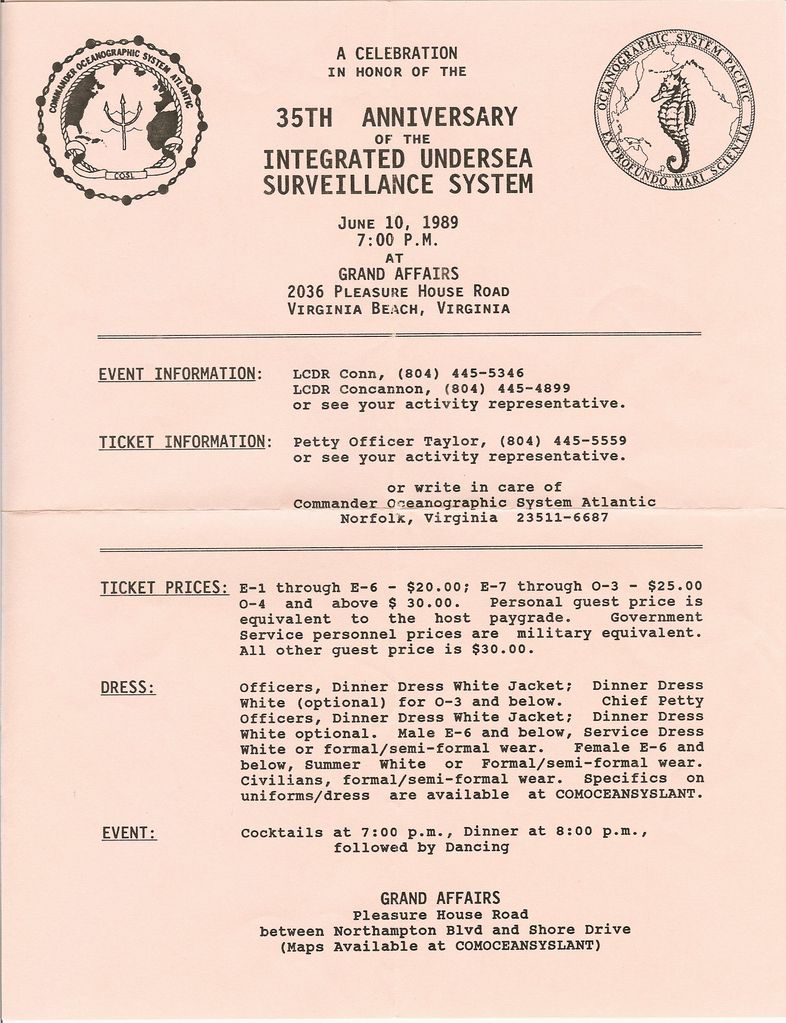 COMMANDER OCEANOGRAPHIC SYSTEM ATLANTIC
COSL
A CELEBRATION
IN HONOR OF THE
35TH ANNIVERSARY
OF THE
INTEGRATED UNDERSEA
SURVEILLANCE SYSTEM
OCEANOGRAPHIC SYSTEM PACIFIC
EX PROFUNDO MARI SCIENTIA
JUNE 10, 1989
7:00 P.M.
AT
GRAND AFFAIRS
2036 PLEASURE HOUSE ROAD
VIRGINIA BEACH, VIRGINIA
EVENT INFORMATION: LCDR Conn, (804) 445-5346
LCDR Concannon, (804) 445-4899
or see your activity representative.
TICKET INFORMATION: Petty Officer Taylor, (804) 445-5559
or see your activity representative.
or write in care of
Commander Oceanographic System Atlantic
Norfolk, Virginia 23511-6687
TICKET PRICES: E-1 through E-6 - $20.00; E-7 through O-3 - $25.00
O-4 and above $ 30.00. Personal guest price is
equivalent to the host paygrade. Government
Service personnel prices are military equivalent.
All other guest price is $30.00.
DRESS: Officers, Dinner Dress White Jacket; Dinner Dress
White (optional) for O-3 and below. Chief Petty
Officers, Dinner Dress White Jacket; Dinner Dress
White optional. Male E-6 and below, Service Dress
White or formal/semi-formal wear. Female E-6 and
below, Summer White or Formal/semi-formal wear.
Civilians, formal/semi-formal wear. Specifics on
uniforms/dress are available at COMOCEANSYSLANT.
EVENT: Cocktails at 7:00 p.m., Dinner at 8:00 p.m.,
followed by Dancing
GRAND AFFAIRS
Pleasure House Road
between Northampton Blvd and Shore Drive
(Maps Available at COMOCEANSYSLANT)